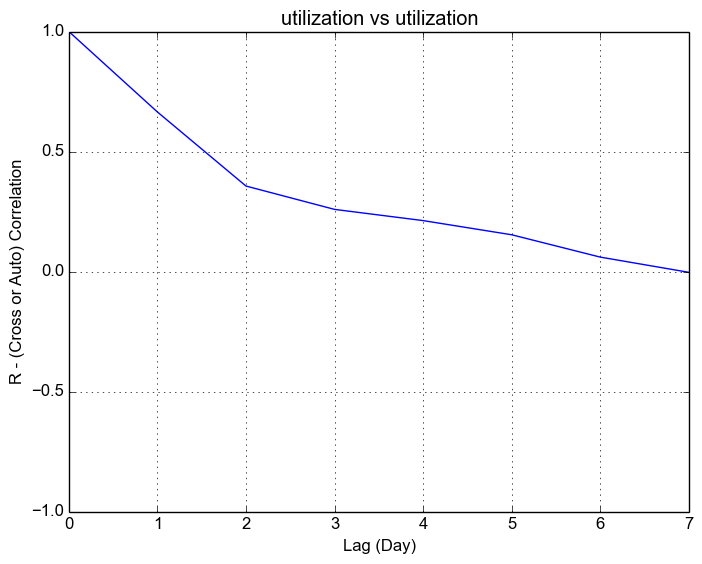 utilization vs utilization
1.0
0.5
0.0
−0.5
−1.0
R - (Cross or Auto) Correlation
0 1 2 3 4 5 6 7
Lag (Day)